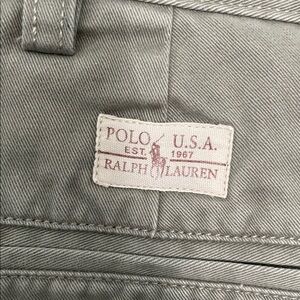 POLO U.S.A.
EST. 1967
RALPH LAUREN